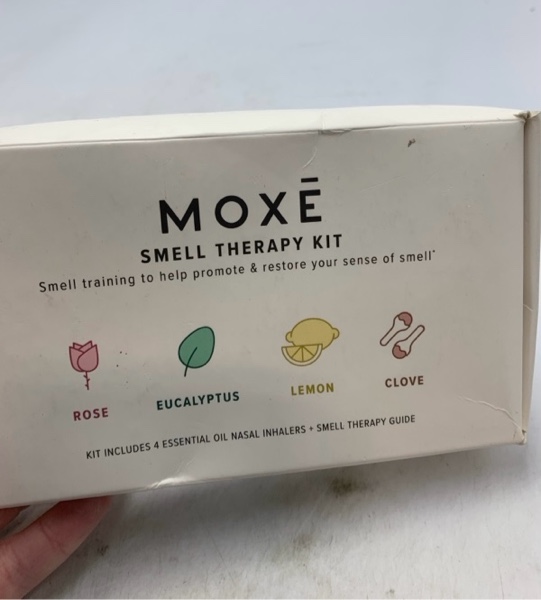 MOXĒ
SMELL THERAPY KIT
Smell training to help promote & restore your sense of smell*
ROSE
EUCALYPTUS
LEMON
CLOVE
KIT INCLUDES 4 ESSENTIAL OIL NASAL INHALERS + SMELL THERAPY GUIDE